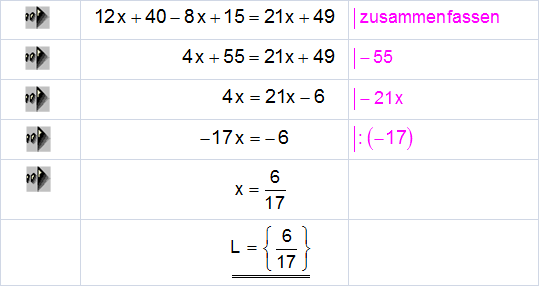 12x + 40 − 8x + 15 = 21x + 49 |zusammenfassen
4x + 55 = 21x + 49 |− 55
4x = 21x − 6 |− 21x
−17x = −6 |: (−17)
x = 6/17
L = {6/17}